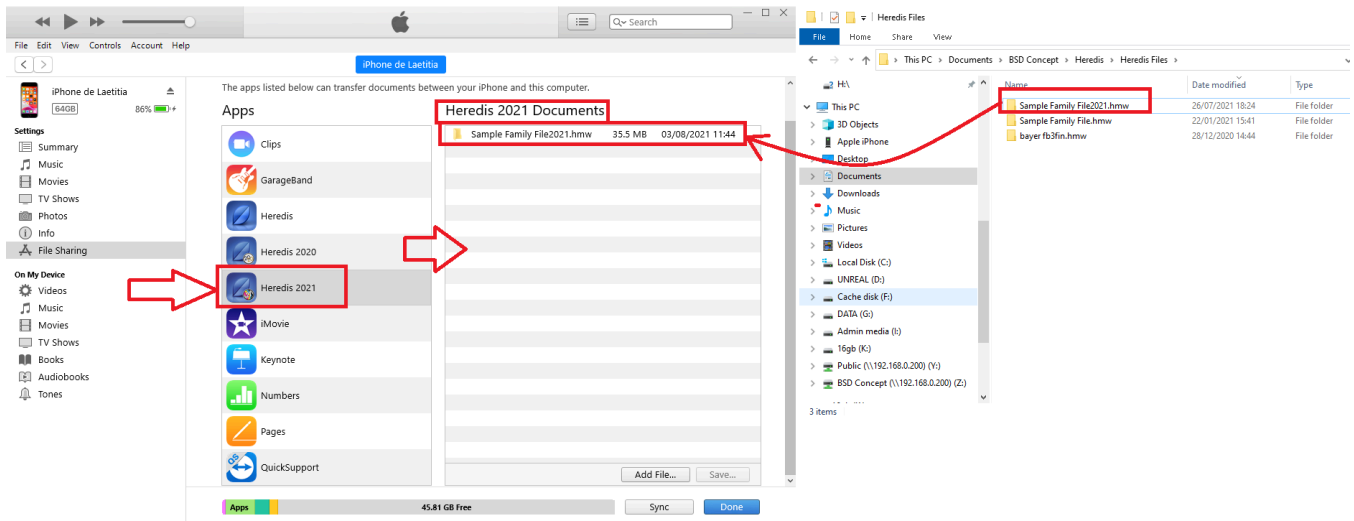 Search
File Edit View Controls Account Help
iPhone de Laetitia
iPhone de Laetitia
64GB 86%
Settings
Summary
Music
Movies
TV Shows
Photos
Info
File Sharing
On My Device
Videos
Music
Movies
TV Shows
Books
Audiobooks
Tones
The apps listed below can transfer documents between your iPhone and this computer.
Apps
Clips
GarageBand
Heredis
Heredis 2020
Heredis 2021
iMovie
Keynote
Numbers
Pages
QS
QuickSupport
Heredis 2021 Documents
Sample Family File2021.hmw 35.5 MB 03/08/2021 11:44
Add File... Save...
Apps 45.81 GB Free Sync Done
Heredis Files
File Home Share View
This PC > Documents > BSD Concept > Heredis > Heredis Files >
H:\
This PC
3D Objects
Apple iPhone
Desktop
Documents
Downloads
Music
Pictures
Videos
Local Disk (C:)
UNREAL (D:)
Cache disk (F:)
DATA (G:)
Admin media (I:)
16gb (K:)
Public (\\192.168.0.200) (Y:)
BSD Concept (\\192.168.0.200) (Z:)
3 items
Name Date modified Type
Sample Family File2021.hmw 26/07/2021 18:24 File folder
Sample Family File.hmw 22/01/2021 15:41 File folder
bayer fb3fin.hmw 28/12/2020 14:44 File folder